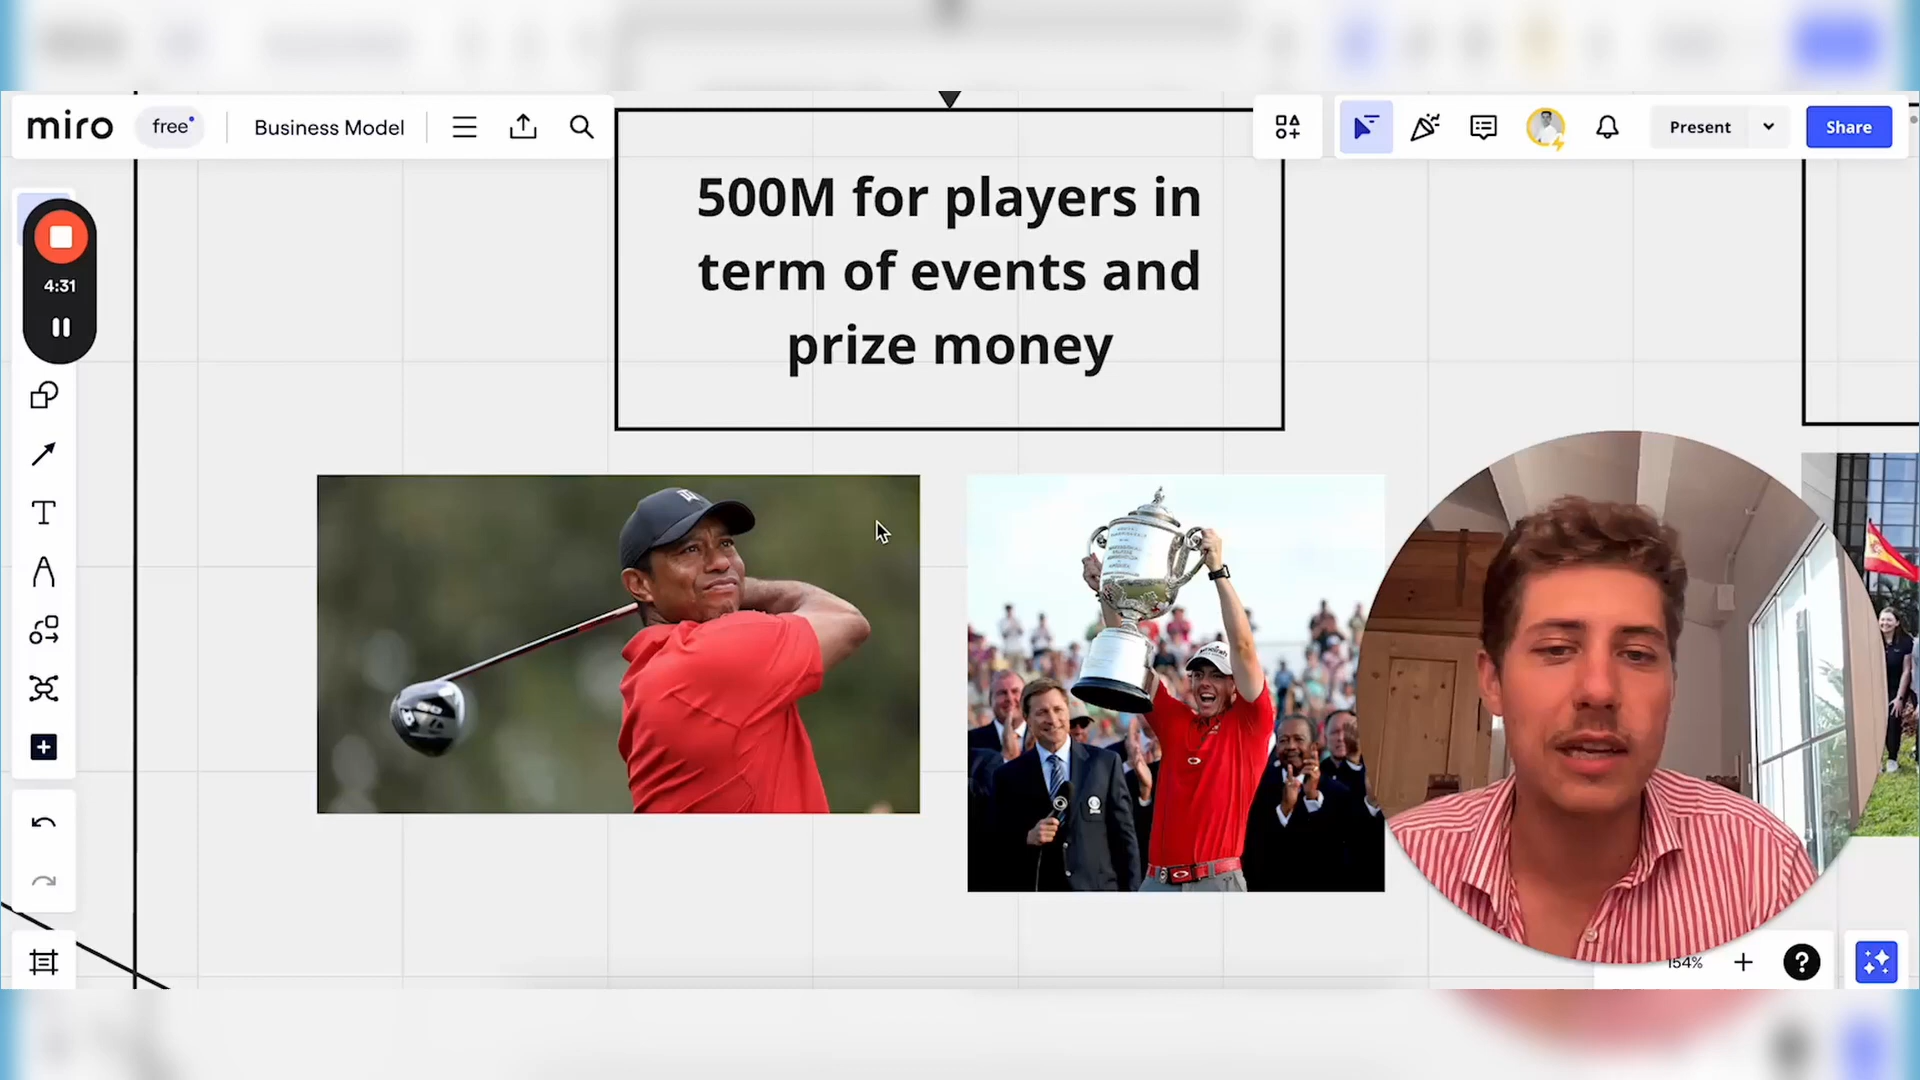 miro
free
Business Model
Present
Share
500M for players in
term of events and
prize money
4:31
154%